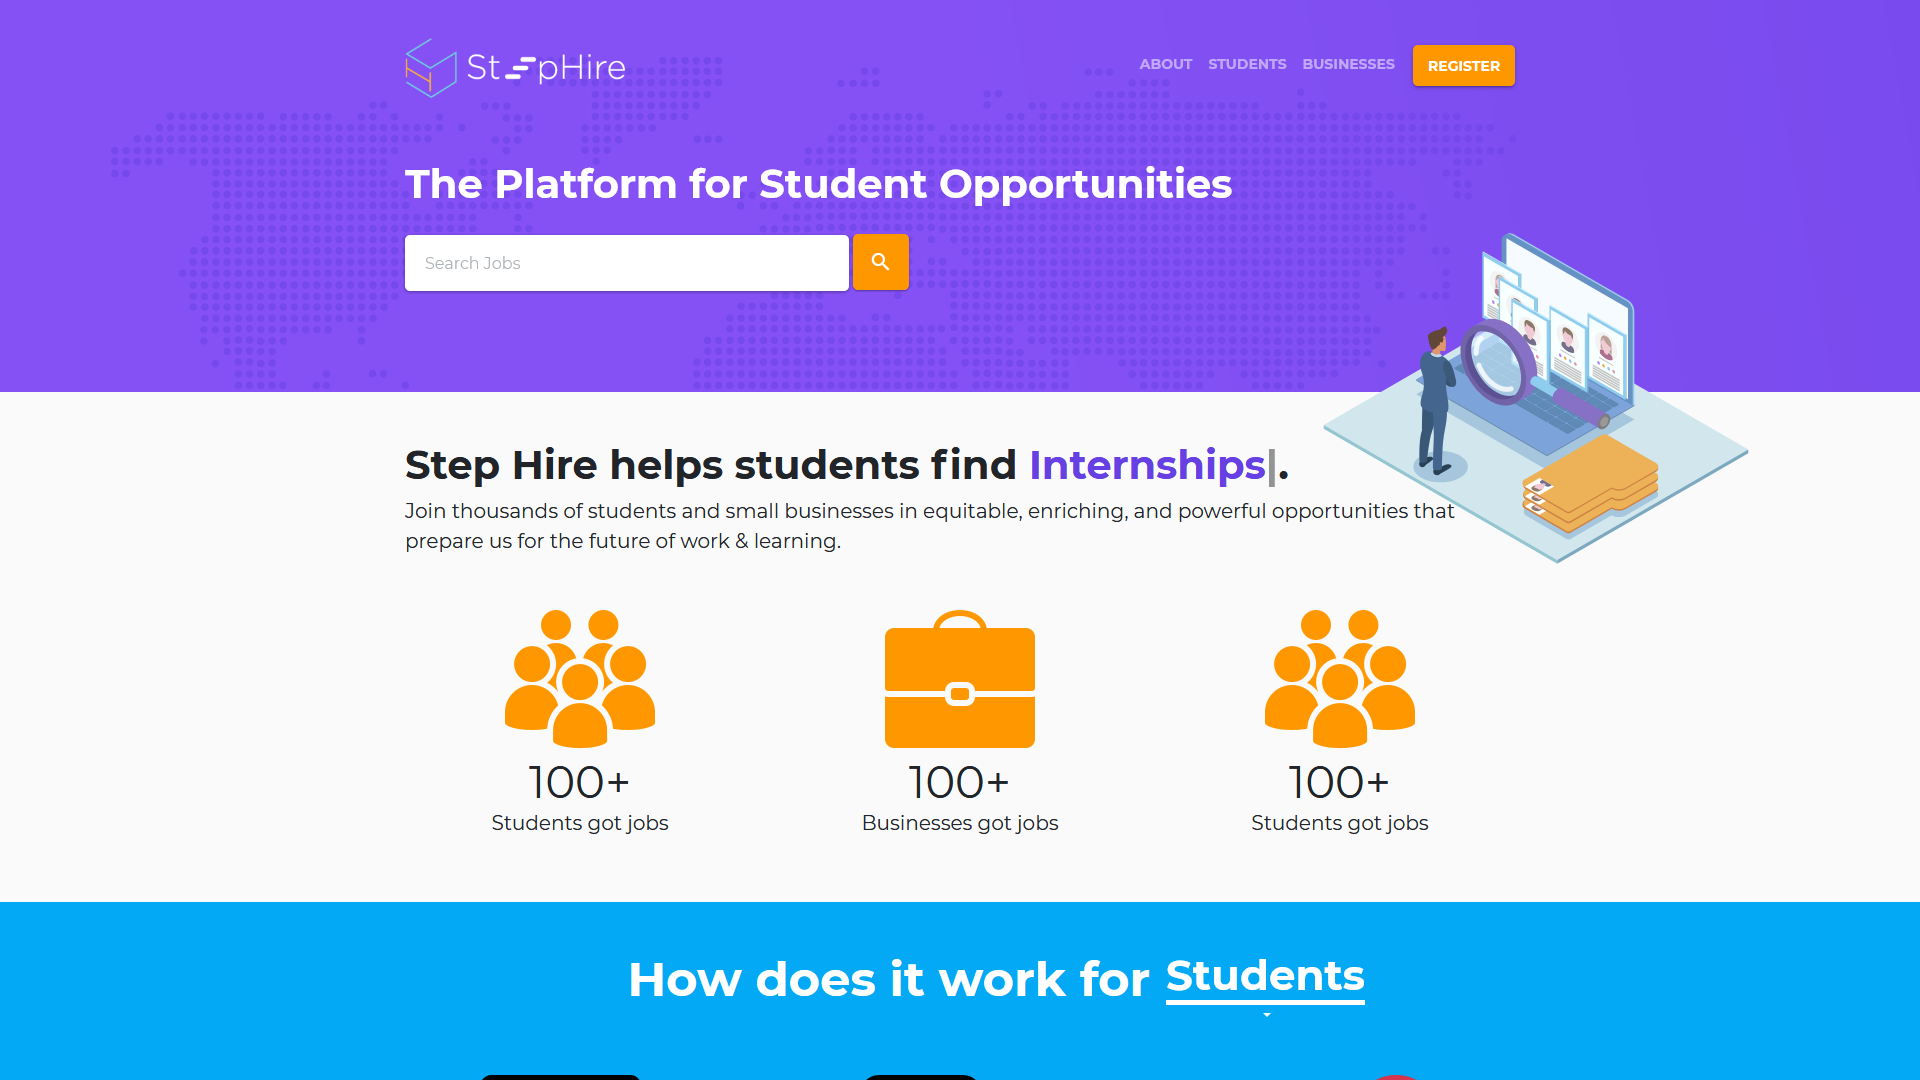 StepHire
ABOUT STUDENTS BUSINESSES REGISTER
The Platform for Student Opportunities
Search Jobs
Step Hire helps students find Internships|.
Join thousands of students and small businesses in equitable, enriching, and powerful opportunities that
prepare us for the future of work & learning.
100+ 100+ 100+
Students got jobs Businesses got jobs Students got jobs
How does it work for Students